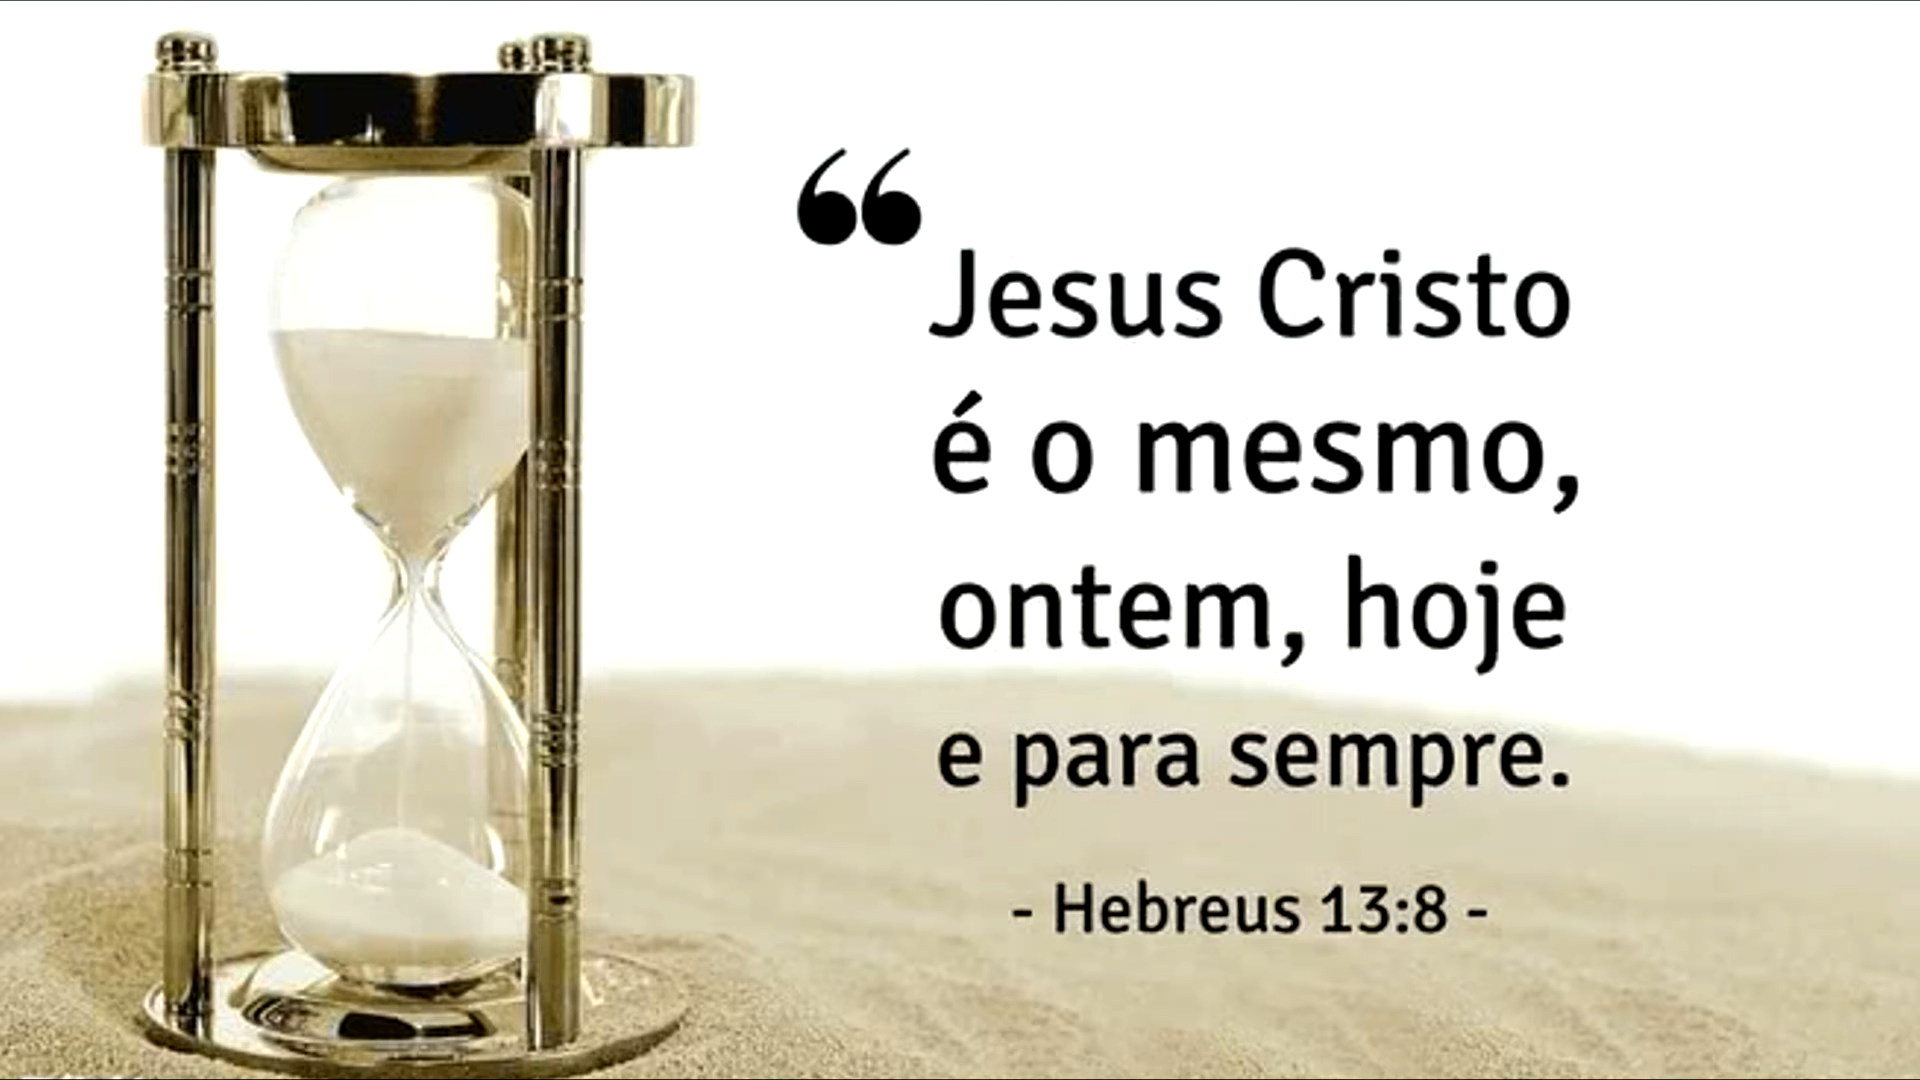 “
Jesus Cristo
é o mesmo,
ontem, hoje
e para sempre.
- Hebreus 13:8 -